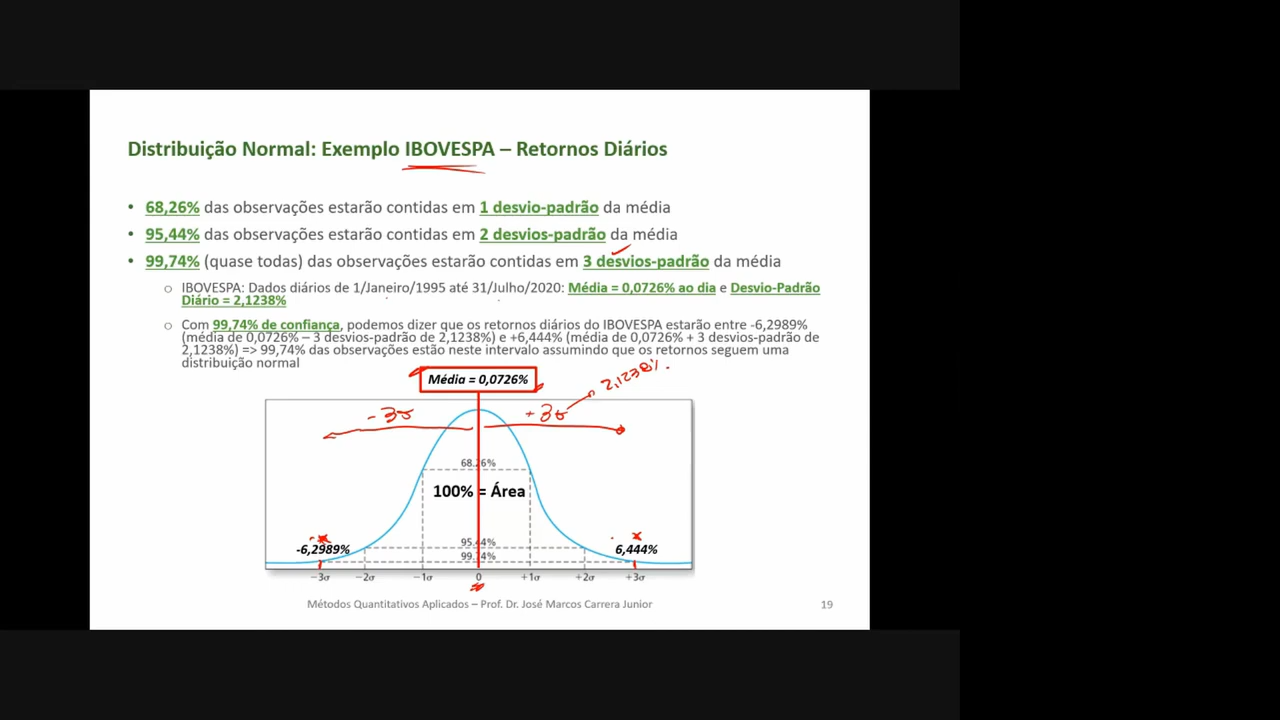 Distribuição Normal: Exemplo IBOVESPA – Retornos Diários
• 68,26% das observações estarão contidas em 1 desvio-padrão da média
• 95,44% das observações estarão contidas em 2 desvios-padrão da média
• 99,74% (quase todas) das observações estarão contidas em 3 desvios-padrão da média
o IBOVESPA: Dados diários de 1/Janeiro/1995 até 31/Julho/2020: Média = 0,0726% ao dia e Desvio-Padrão
Diário = 2,1238%
o Com 99,74% de confiança, podemos dizer que os retornos diários do IBOVESPA estarão entre -6,2989%
(média de 0,0726% – 3 desvios-padrão de 2,1238%) e +6,444% (média de 0,0726% + 3 desvios-padrão de
2,1238%) => 99,74% das observações estão neste intervalo assumindo que os retornos seguem uma
distribuição normal
Média = 0,0726%
2,1238%
-3σ
+3σ
68.26%
100% = Área
95.44%
99.74%
-6,2989%
6,444%
−3σ −2σ −1σ 0 +1σ +2σ +3σ
Métodos Quantitativos Aplicados – Prof. Dr. José Marcos Carrera Junior
19